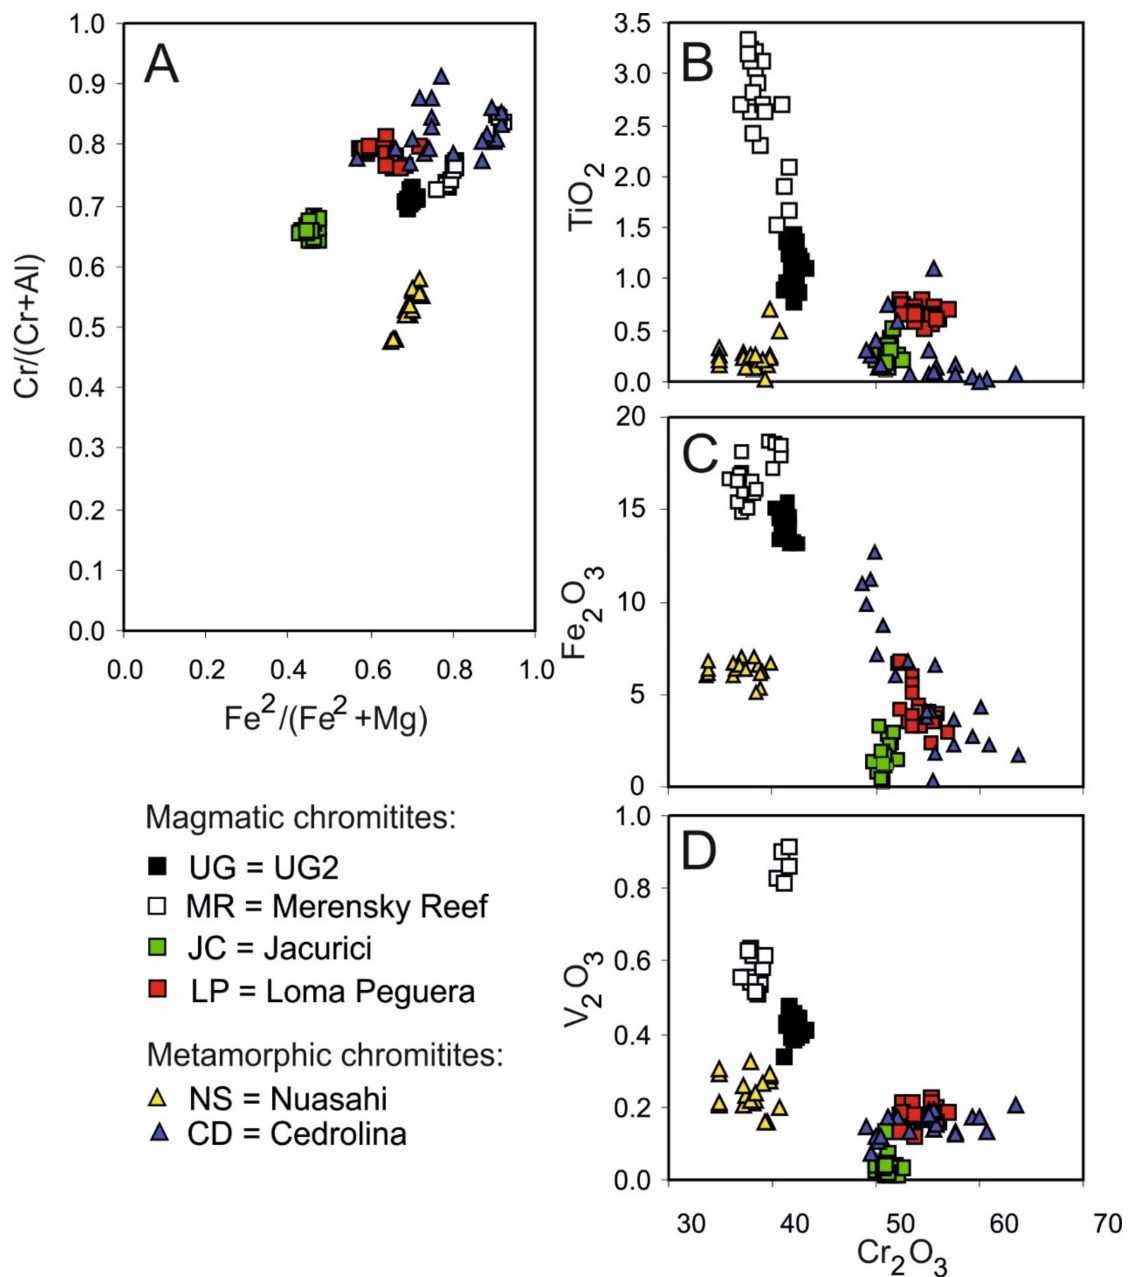 A
1.0
0.9
0.8
0.7
0.6
0.5
0.4
0.3
0.2
0.1
0.0
Cr/(Cr+Al)
0.0 0.2 0.4 0.6 0.8 1.0
Fe²/(Fe²+Mg)
B
3.5
3.0
2.5
2.0
1.5
1.0
0.5
0.0
TiO₂
C
20
15
10
5
0
Fe₂O₃
D
1.0
0.8
0.6
0.4
0.2
0.0
V₂O₃
30 40 50 60 70
Cr₂O₃
Magmatic chromitites:
UG = UG2
MR = Merensky Reef
JC = Jacurici
LP = Loma Peguera
Metamorphic chromitites:
NS = Nuasahi
CD = Cedrolina